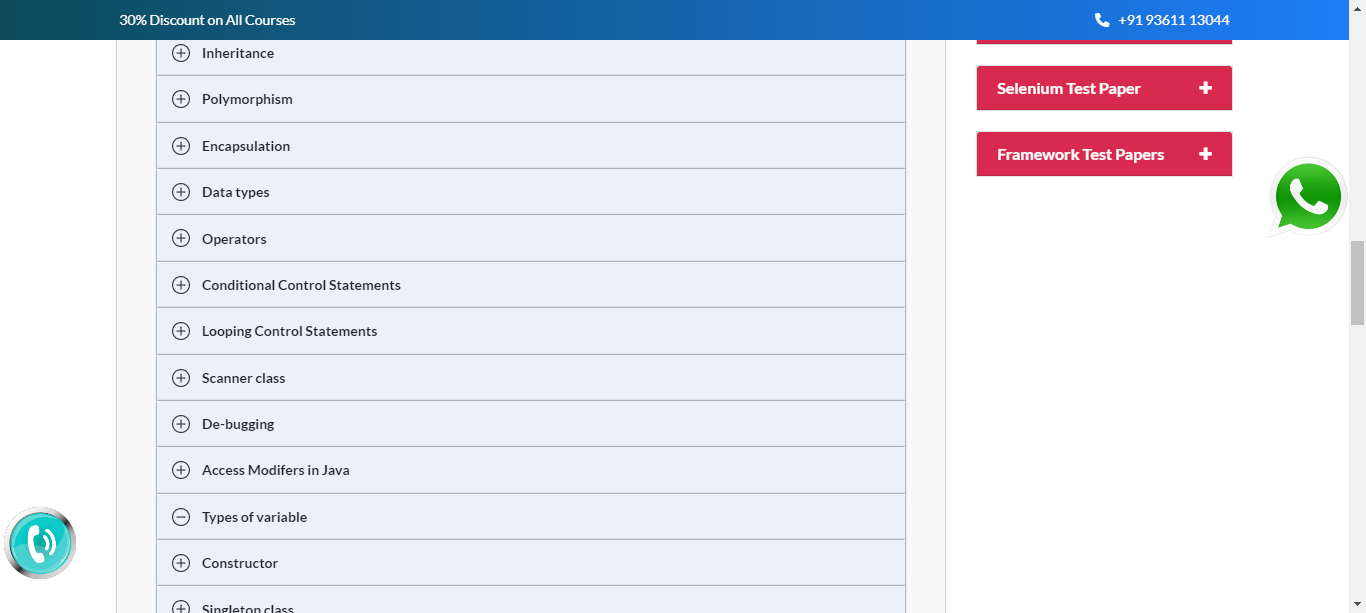 30% Discount on All Courses
+91 93611 13044
Inheritance
Polymorphism
Encapsulation
Data types
Operators
Conditional Control Statements
Looping Control Statements
Scanner class
De-bugging
Access Modifers in Java
Types of variable
Constructor
Singleton class
Selenium Test Paper
Framework Test Papers